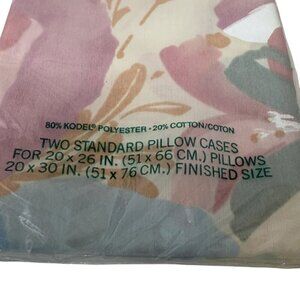 80% KODEL® POLYESTER · 20% COTTON/COTON
TWO STANDARD PILLOW CASES
FOR 20 x 26 IN. (51 x 66 CM.) PILLOWS
20 x 30 IN. (51 x 76 CM.) FINISHED SIZE